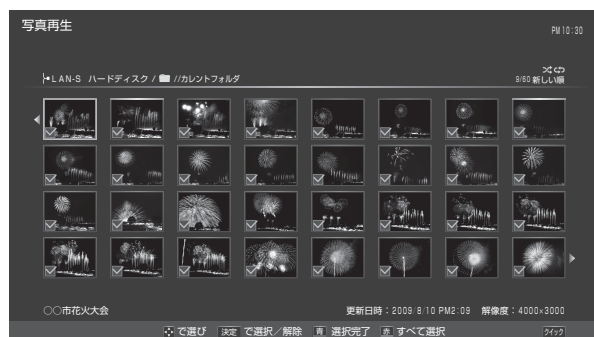 写真再生
PM 10:30
LAN-S ハードディスク / //カレントフォルダ
9/60 新しい順
○○市花火大会
更新日時：2009/8/10 PM2:09 解像度：4000×3000
で選び 決定 で選択／解除 青 選択完了 赤 すべて選択 クイック